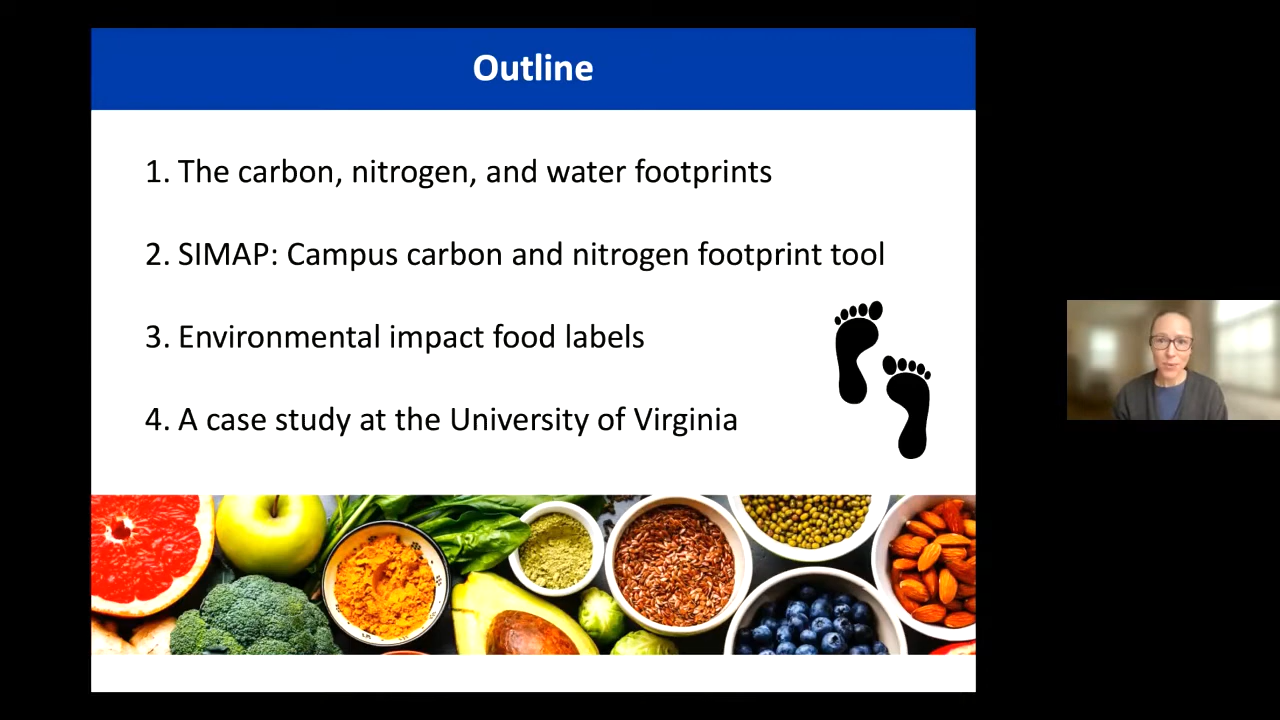 Outline
1. The carbon, nitrogen, and water footprints
2. SIMAP: Campus carbon and nitrogen footprint tool
3. Environmental impact food labels
4. A case study at the University of Virginia